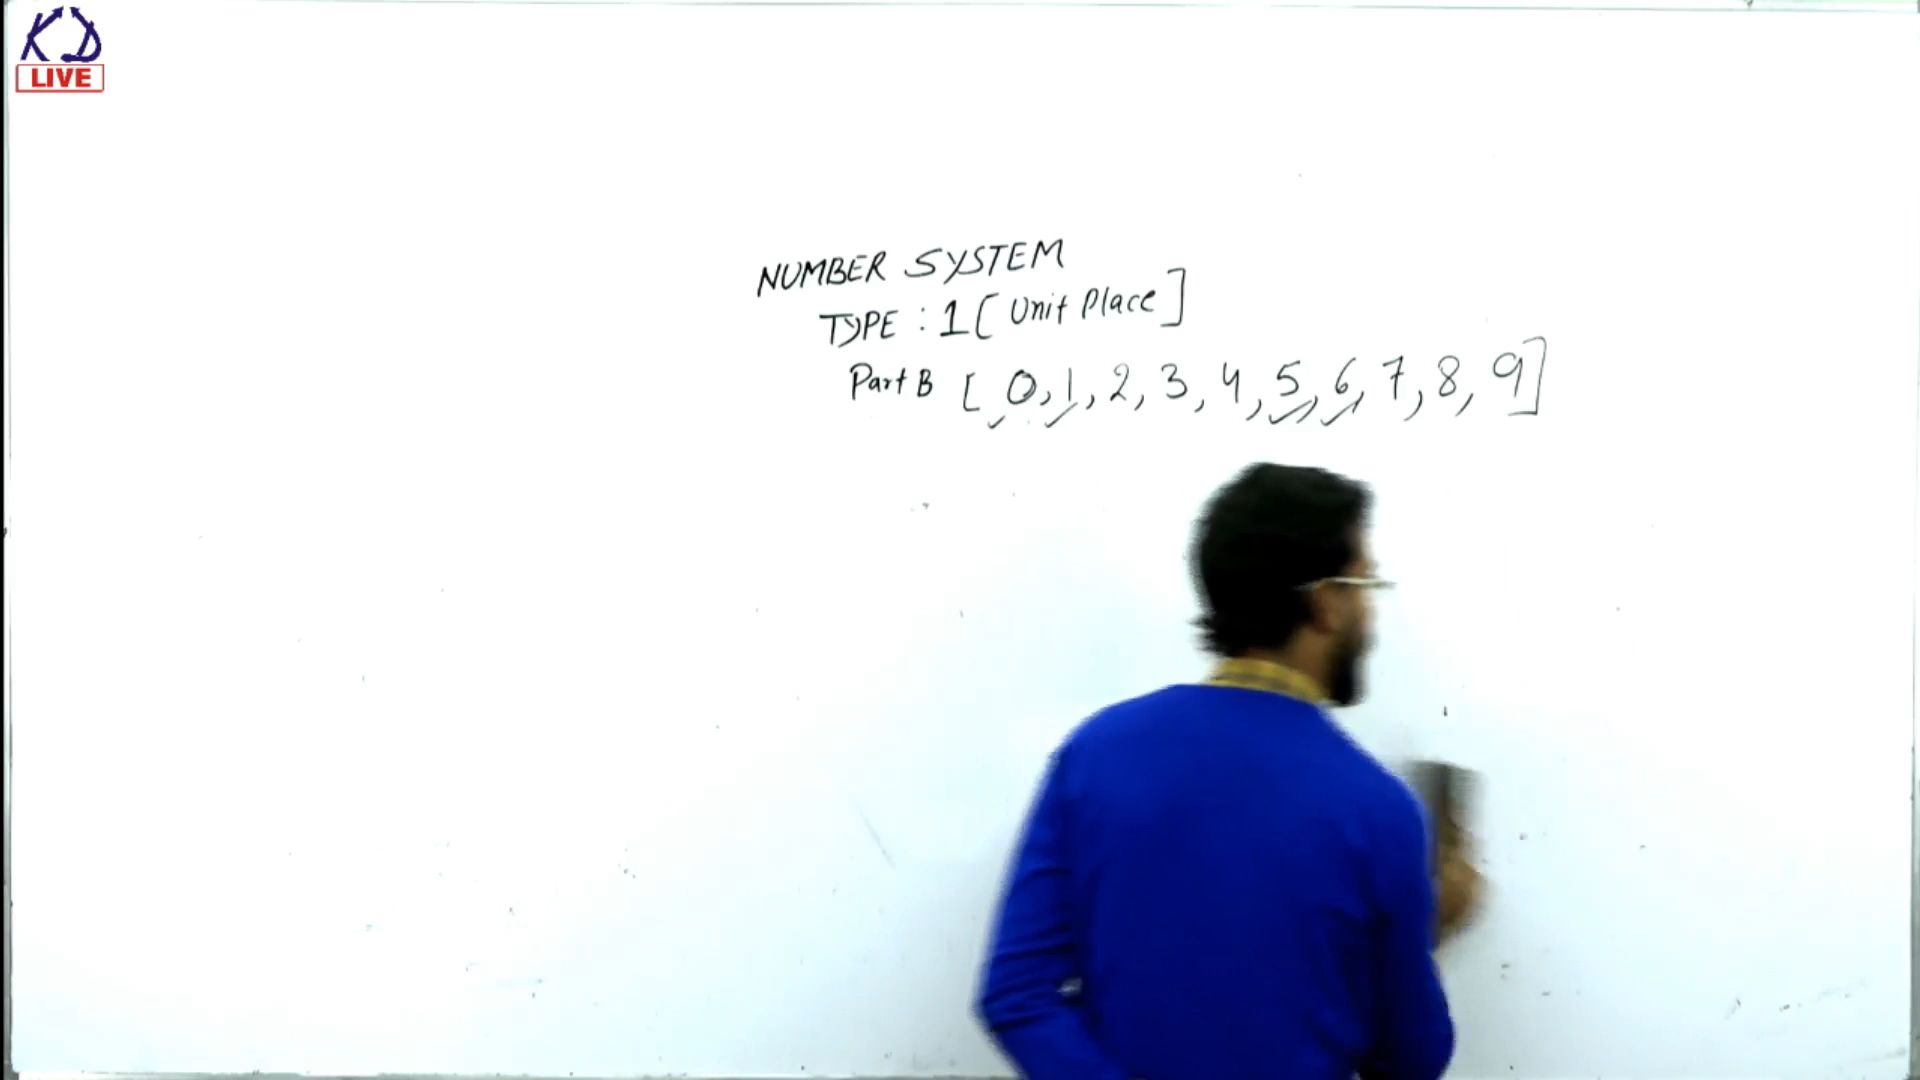 KD
LIVE
NUMBER SYSTEM
TYPE : 1 [ Unit Place ]
Part B [ 0, 1, 2, 3, 4, 5, 6, 7, 8, 9 ]